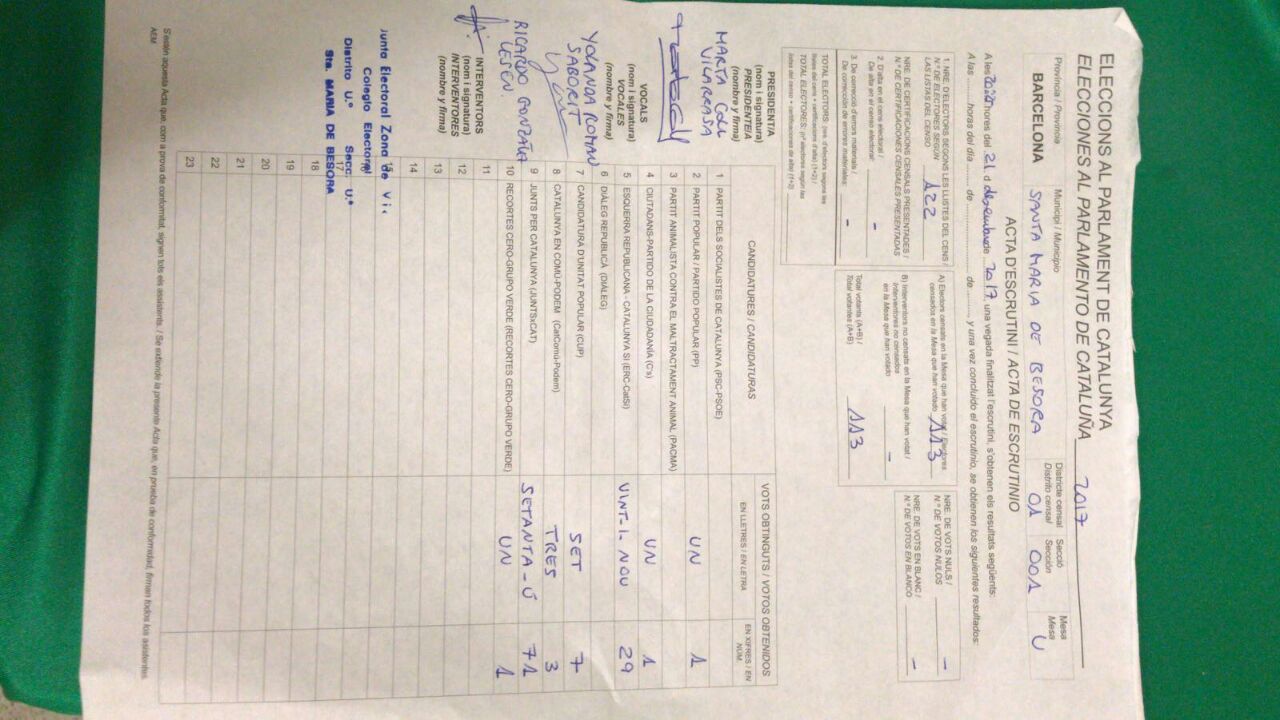 ELECCIONS AL PARLAMENT DE CATALUNYA
ELECCIONES AL PARLAMENTO DE CATALUÑA 2017
Província / Provincia
BARCELONA
Municipi / Municipio
SANTA MARIA DE BESORA
Districte censal
Distrito censal
01
Secció
Sección
001
Mesa
Mesa
U
ACTA D'ESCRUTINI / ACTA DE ESCRUTINIO
A les hores del 21 d desembre de 2017, una vegada finalitzat l'escrutini, s'obtenen els resultats següents:
A las ........ horas del día ........ de ........ de ........ y una vez concluido el escrutinio, se obtienen los siguientes resultados:
1. NRE. D'ELECTORS SEGONS LES LLISTES DEL CENS /
N.º DE ELECTORES SEGÚN
LAS LISTAS DEL CENSO 122
NRE. DE CERTIFICACIONS CENSALS PRESENTADES /
N.º DE CERTIFICACIONES CENSALES PRESENTADAS
2. D'alta en el cens electoral /
De alta en el censo electoral: -
3. De correcció d'errors materials /
De corrección de errores materiales: -
TOTAL ELECTORS: (nre. d'electors segons les
llistes del cens + certificacions d'alta) (1+2) /
TOTAL ELECTORES: (nº electores según las
listas del censo + certificaciones de alta) (1+2)
A) Electors censats en la Mesa que han votat / Electores
censados en la Mesa que han votado 113
B) Interventors no censats en la Mesa que han votat /
Interventores no censados
en la Mesa que han votado -
Total votants (A+B) /
Total votantes (A+B) 113
NRE. DE VOTS NULS /
N.º DE VOTOS NULOS -
NRE. DE VOTS EN BLANC /
N.º DE VOTOS EN BLANCO -
PRESIDENTIA
(nom i signatura)
PRESIDENTE/A
(nombre y firma)
MARTA COLL
VILARRASA
VOCALS
(nom i signatura)
VOCALES
(nombre y firma)
YOLANDA ROMAN
SABORIT
RICARDO
INTERVENTORS
(nom i signatura)
INTERVENTORES
(nombre y firma)
CANDIDATURES / CANDIDATURAS
VOTS OBTINGUTS / VOTOS OBTENIDOS
EN LLETRES / EN LETRA
EN XIFRES / EN NÚM.
1 PARTIT DELS SOCIALISTES DE CATALUNYA (PSC-PSOE)
2 PARTIT POPULAR / PARTIDO POPULAR (PP) UN 1
3 PARTIT ANIMALISTA CONTRA EL MALTRACTAMENT ANIMAL (PACMA)
4 CIUTADANS-PARTIDO DE LA CIUDADANÍA (C's) UN 1
5 ESQUERRA REPUBLICANA - CATALUNYA SI (ERC-CatSí) VINT-I-NOU 29
6 DIÀLEG REPUBLICÀ (DIÀLEG)
7 CANDIDATURA D'UNITAT POPULAR (CUP) SET 7
8 CATALUNYA EN COMÚ-PODEM (CatComú-Podem) TRES 3
9 JUNTS PER CATALUNYA (JUNTSxCAT) SETANTA-Ú 71
10 RECORTES CERO-GRUPO VERDE (RECORTES CERO-GRUPO VERDE) UN 1
11
12
13
14
15
16
17
18
19
20
21
22
23
Junta Electoral Zona de Vic
Colegio Electoral
Distrito U.º Secc. U.ª
Sta. MARIA DE BESORA
S'estén aquesta Acta que, com a prova de conformitat, signen tots els assistents. / Se extiende la presente Acta que, en prueba de conformidad, firman todos los asistentes.
AEM